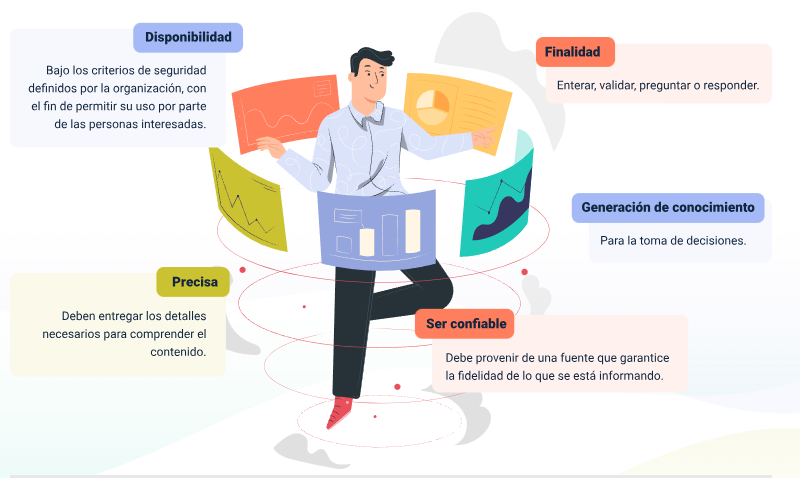 Disponibilidad
Bajo los criterios de seguridad
definidos por la organización, con
el fin de permitir su uso por parte
de las personas interesadas.
Finalidad
Enterar, validar, preguntar o responder.
Generación de conocimiento
Para la toma de decisiones.
Precisa
Deben entregar los detalles
necesarios para comprender el
contenido.
Ser confiable
Debe provenir de una fuente que garantice
la fidelidad de lo que se está informando.